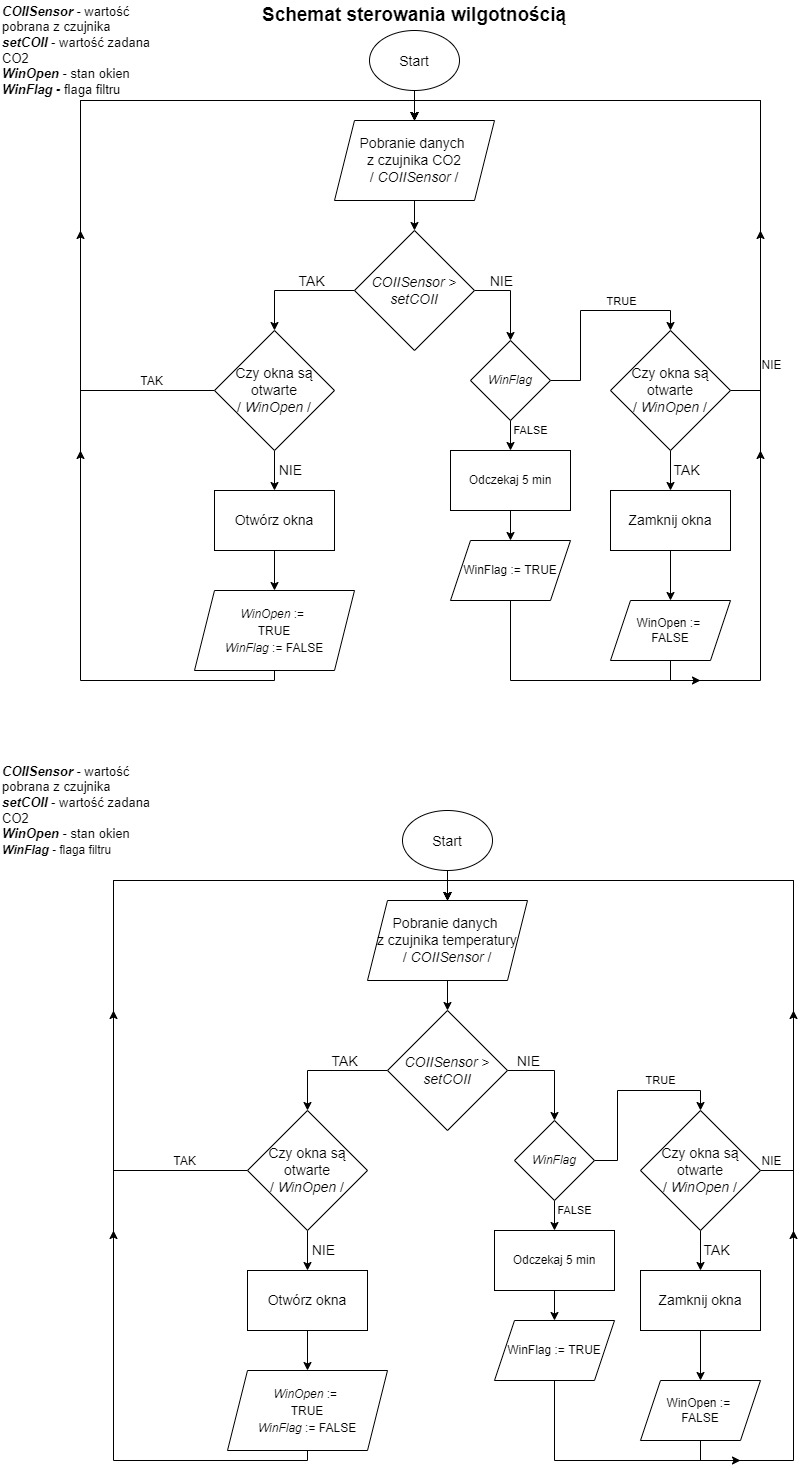 Schemat sterowania wilgotnością
COIISensor - wartość
pobrana z czujnika
setCOII - wartość zadana
CO2
WinOpen - stan okien
WinFlag - flaga filtru
Start
Pobranie danych
z czujnika CO2
/ COIISensor /
TAK
COIISensor >
setCOII
NIE
TRUE
TAK
Czy okna są
otwarte
/ WinOpen /
WinFlag
Czy okna są
otwarte
/ WinOpen /
NIE
FALSE
NIE
TAK
Otwórz okna
Odczekaj 5 min
Zamknij okna
WinOpen :=
TRUE
WinFlag := FALSE
WinFlag := TRUE
WinOpen :=
FALSE
COIISensor - wartość
pobrana z czujnika
setCOII - wartość zadana
CO2
WinOpen - stan okien
WinFlag - flaga filtru
Start
Pobranie danych
z czujnika temperatury
/ COIISensor /
TAK
COIISensor >
setCOII
NIE
TRUE
TAK
Czy okna są
otwarte
/ WinOpen /
WinFlag
Czy okna są
otwarte
/ WinOpen /
NIE
FALSE
NIE
TAK
Otwórz okna
Odczekaj 5 min
Zamknij okna
WinOpen :=
TRUE
WinFlag := FALSE
WinFlag := TRUE
WinOpen :=
FALSE